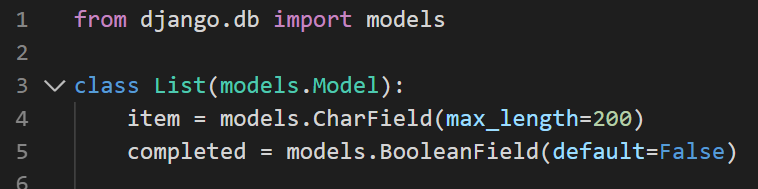 1 from django.db import models
2
3 class List(models.Model):
4     item = models.CharField(max_length=200)
5     completed = models.BooleanField(default=False)
6